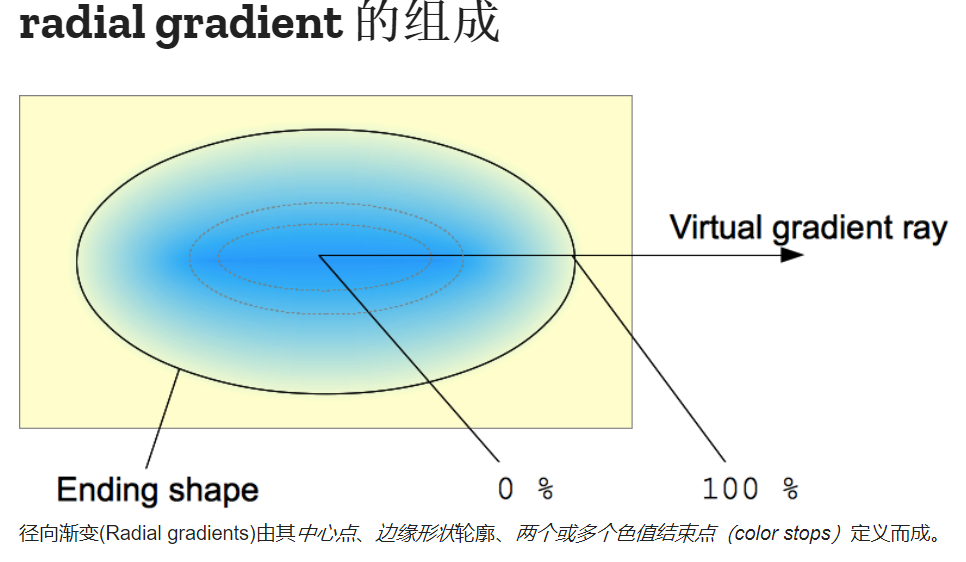 radial gradient 的组成
Virtual gradient ray
Ending shape
0 %
100 %
径向渐变(Radial gradients)由其中心点、边缘形状轮廓、两个或多个色值结束点（color stops）定义而成。